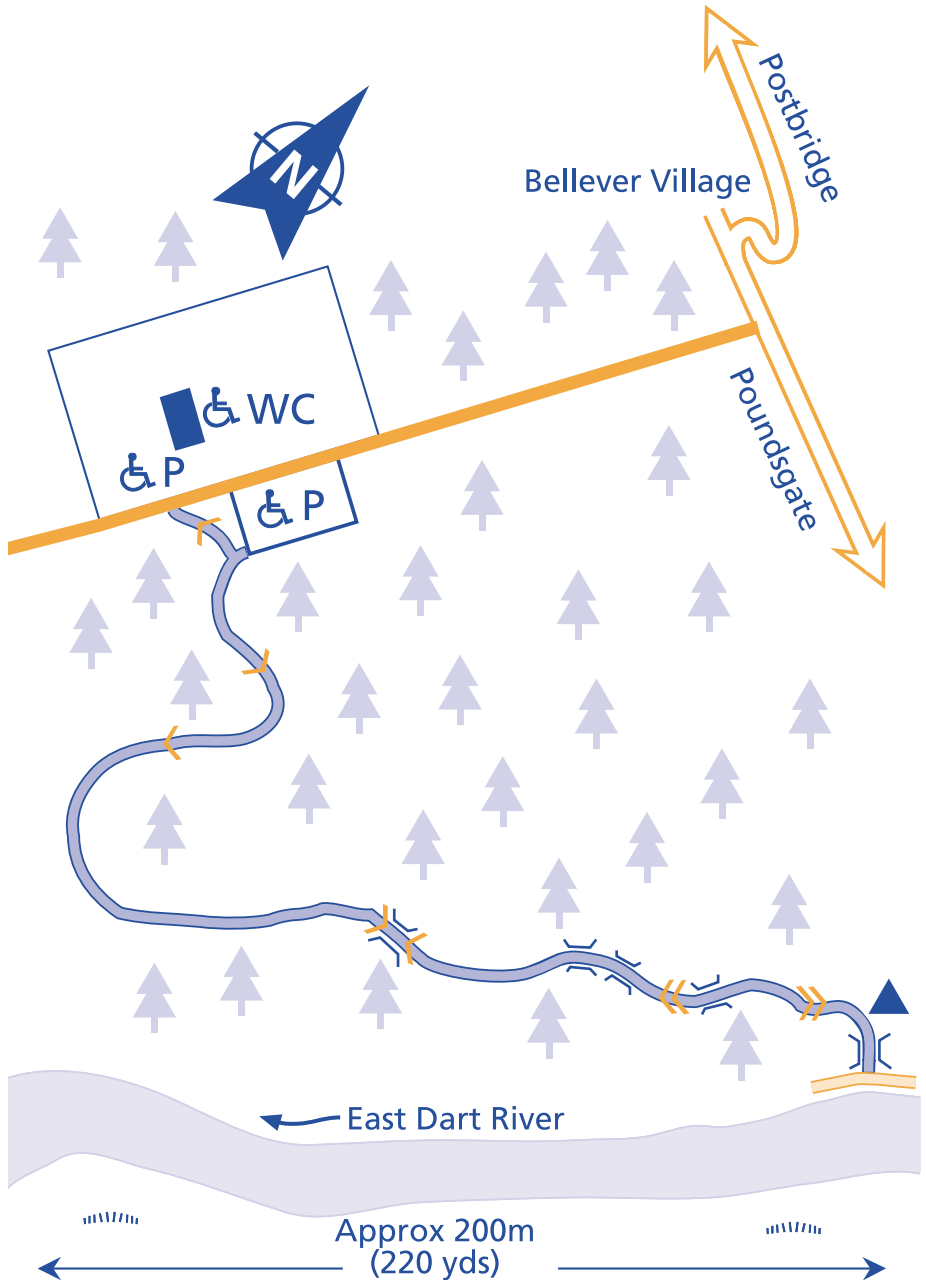 Postbridge
Bellever Village
N
WC
P
P
Poundsgate
East Dart River
Approx 200m
(220 yds)